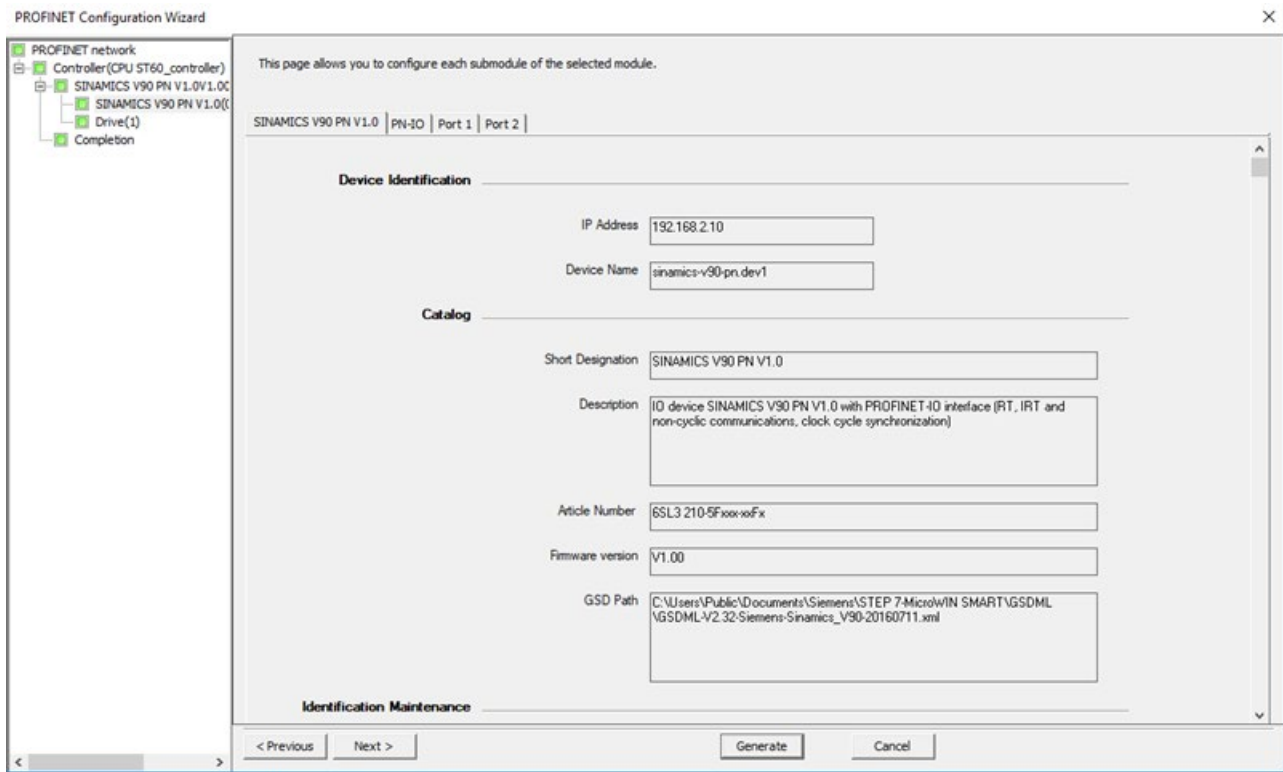 PROFINET Configuration Wizard
PROFINET network
Controller(CPU ST60_controller)
SINAMICS V90 PN V1.0V1.0C
SINAMICS V90 PN V1.0(0
Drive(1)
Completion
This page allows you to configure each submodule of the selected module.
SINAMICS V90 PN V1.0 PN-IO Port 1 Port 2
Device Identification
IP Address 192.168.2.10
Device Name sinamics-v90-pn.dev1
Catalog
Short Designation SINAMICS V90 PN V1.0
Description IO device SINAMICS V90 PN V1.0 with PROFINET-IO interface (RT, IRT and
non-cyclic communications, clock cycle synchronization)
Article Number 6SL3 210-5Fxxx-xxFx
Firmware version V1.00
GSD Path C:\Users\Public\Documents\Siemens\STEP 7-MicroWIN SMART\GSDML
\GSDML-V2.32-Siemens-Sinamics_V90-20160711.xml
Identification Maintenance
< Previous Next > Generate Cancel